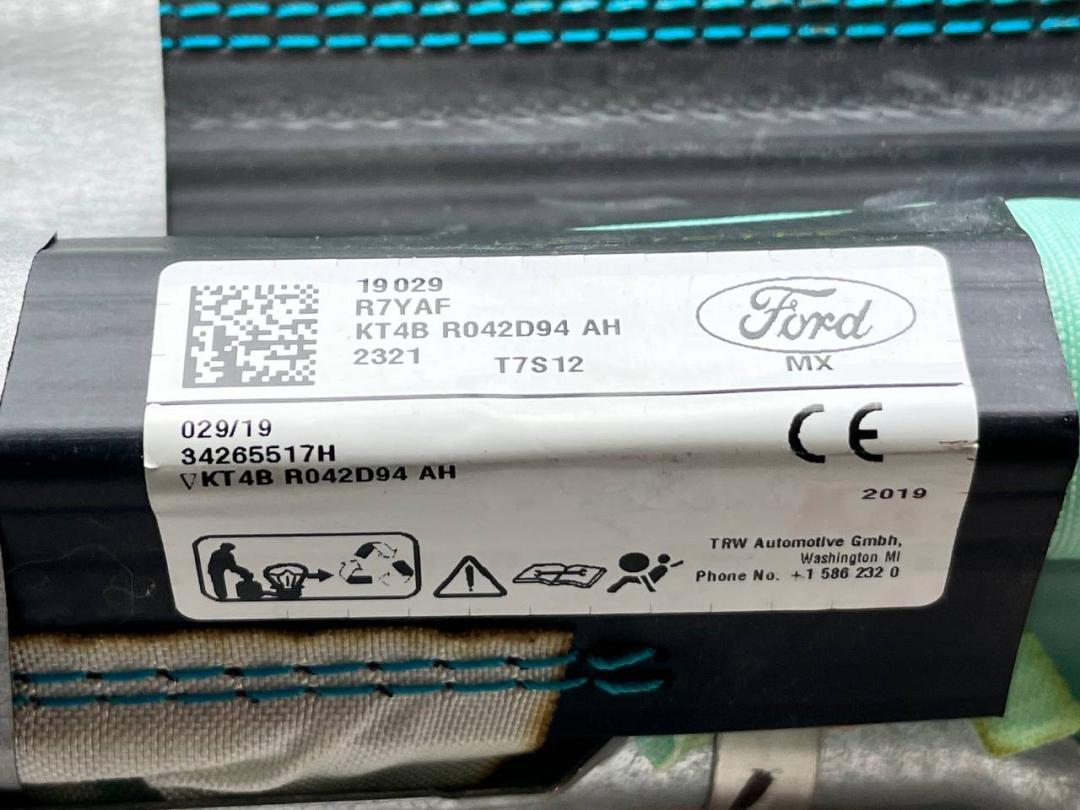 19029
R7YAF
KT4B R042D94 AH
2321 T7S12
Ford
MX
029/19
34265517H
▽KT4B R042D94 AH
CE
2019
TRW Automotive Gmbh,
Washington MI
Phone No. +1 586 232 0